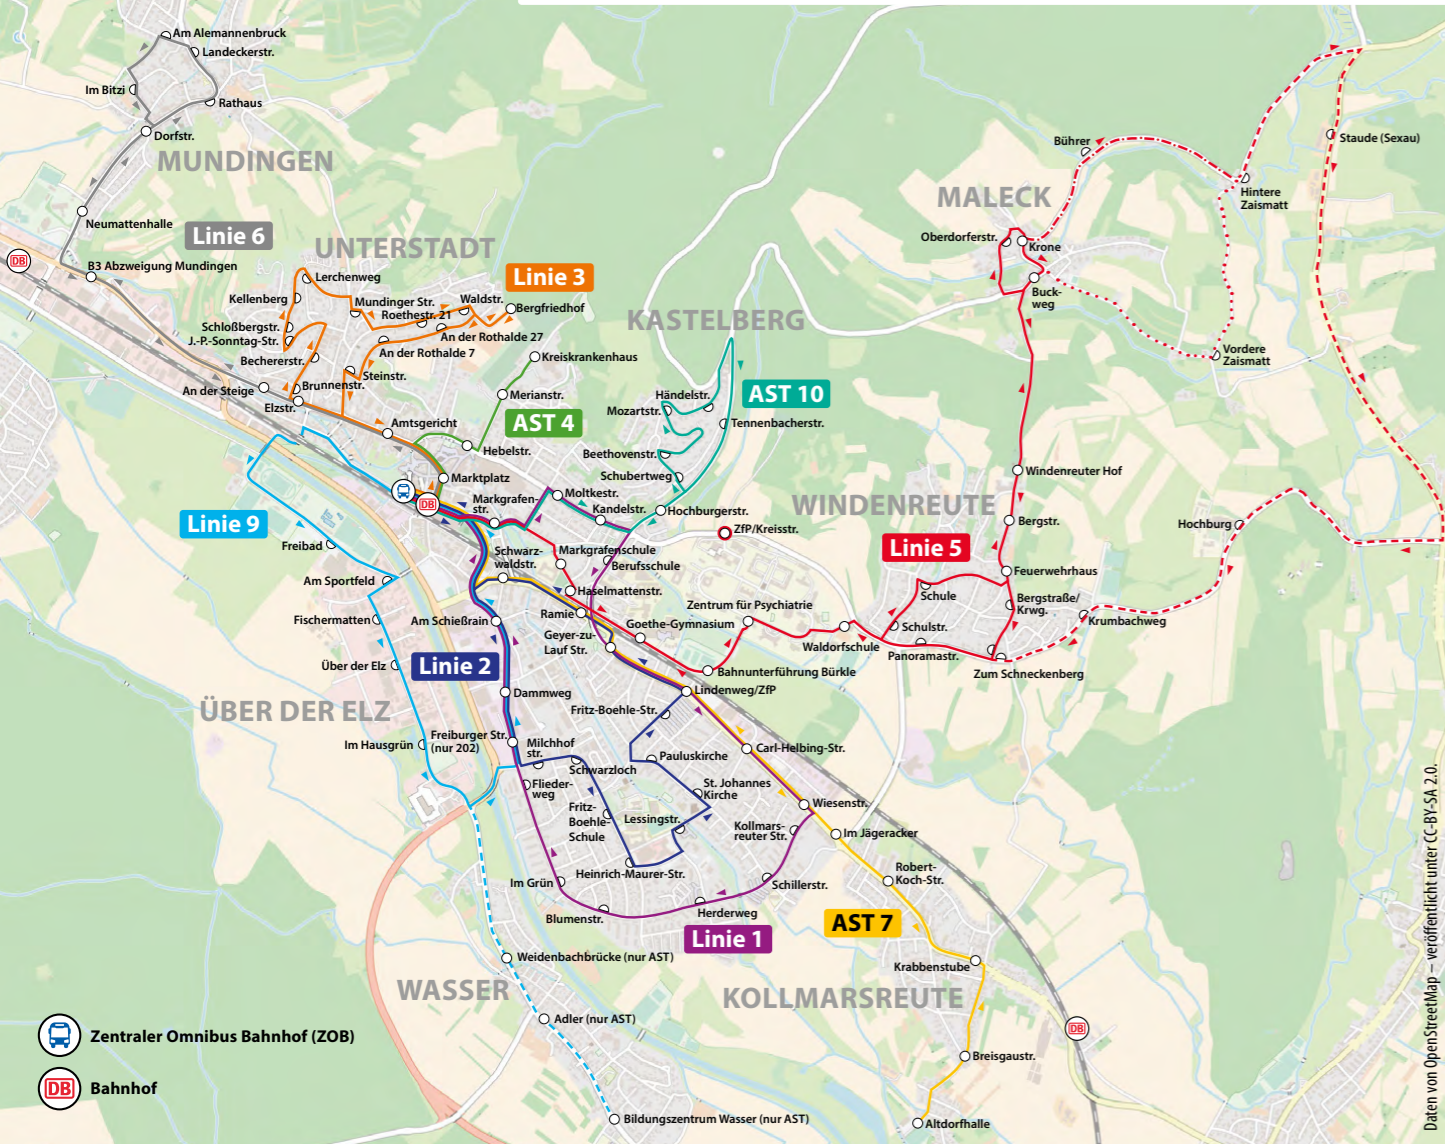 Am Alemannenbruck
Landeckerstr.
Im Bitzi
Rathaus
Dorfstr.
MUNDINGEN
Neumattenhalle
Linie 6
DB
B3 Abzweigung Mundingen
UNTERSTADT
Lerchenweg
Linie 3
Kellenberg
Mundinger Str.
Waldstr.
Roethestr. 21
Bergfriedhof
Schloßbergstr.
J.-P.-Sonntag-Str.
An der Rothalde 27
An der Rothalde 7
Bechererstr.
Steinstr.
Kreiskrankenhaus
An der Steige
Brunnenstr.
Elzstr.
Merianstr.
Amtsgericht
AST 4
Hebelstr.
Marktplatz
DB
KASTELBERG
AST 10
Händelstr.
Mozartstr.
Tennenbacherstr.
Beethovenstr.
Schubertweg
Markgrafen-
str.
Moltkestr.
Kandelstr.
Hochburgerstr.
ZfP/Kreisstr.
Linie 9
Freibad
Am Sportfeld
Fischermatten
Über der Elz
ÜBER DER ELZ
Im Hausgrün
Schwarz-
waldstr.
Markgrafenschule
Berufsschule
Haselmattenstr.
Ramie
Am Schießrain
Geyer-zu-
Lauf Str.
Goethe-Gymnasium
Zentrum für Psychiatrie
Waldorfschule
Bahnunterführung Bürkle
Lindenweg/ZfP
Linie 2
Dammweg
Freiburger Str.
(nur 202)
Milchhof
str.
Fritz-Boehle-Str.
Pauluskirche
Carl-Helbing-Str.
Schwarzloch
Flieder-
weg
St. Johannes
Kirche
Fritz-
Boehle-
Schule
Lessingstr.
Kollmars-
reuter Str.
Wiesenstr.
Im Jägeracker
Heinrich-Maurer-Str.
Im Grün
Schillerstr.
Robert-
Koch-Str.
Blumenstr.
Herderweg
Linie 1
AST 7
Krabbenstube
KOLLMARSREUTE
Breisgaustr.
Altdorfhalle
DB
WASSER
Weidenbachbrücke (nur AST)
Adler (nur AST)
Bildungszentrum Wasser (nur AST)
MALECK
Bührer
Staude (Sexau)
Hintere
Zaismatt
Oberdorferstr.
Krone
Buck-
weg
Vordere
Zaismatt
Windenreuter Hof
WINDENREUTE
Bergstr.
Hochburg
Linie 5
Feuerwehrhaus
Schule
Bergstraße/
Krwg.
Krumbachweg
Schulstr.
Panoramastr.
Zum Schneckenberg
Zentraler Omnibus Bahnhof (ZOB)
DB Bahnhof
Daten von OpenStreetMap – veröffentlicht unter CC-BY-SA 2.0.